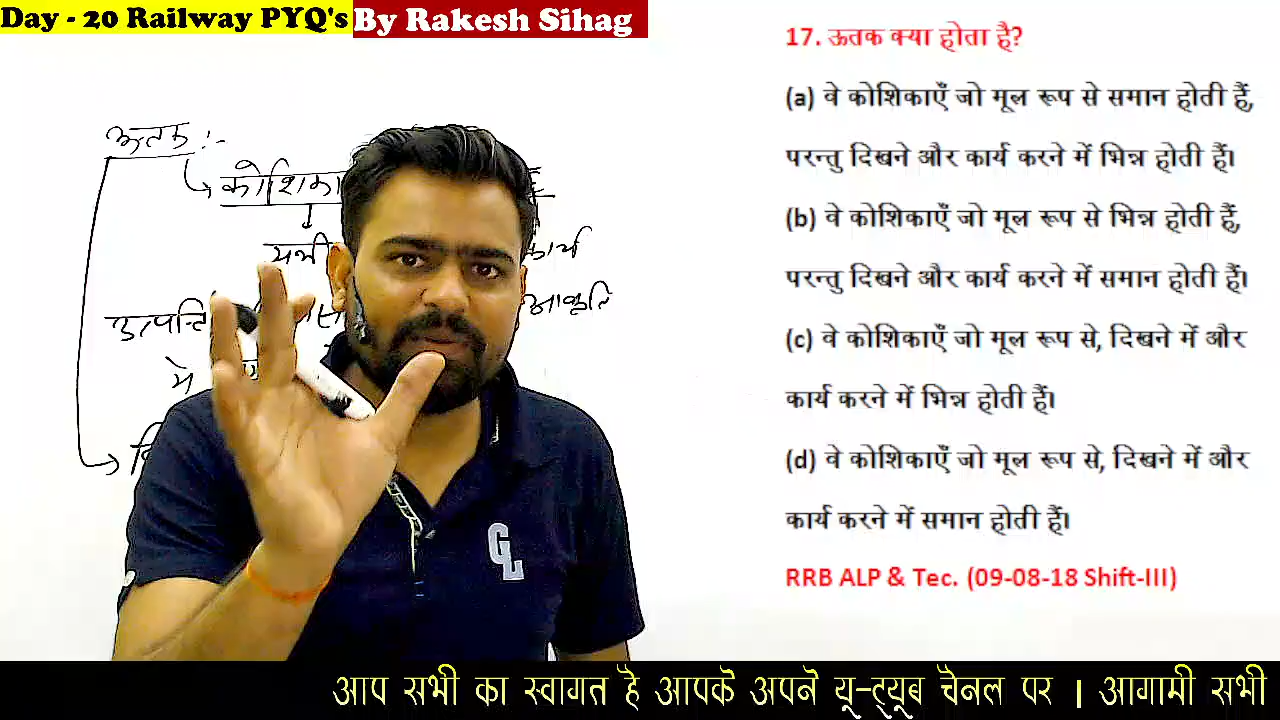 Day - 20 Railway PYQ's By Rakesh Sihag
17. ऊतक क्या होता है?
(a) वे कोशिकाएँ जो मूल रूप से समान होती हैं,
परन्तु दिखने और कार्य करने में भिन्न होती हैं।
(b) वे कोशिकाएँ जो मूल रूप से भिन्न होती हैं,
परन्तु दिखने और कार्य करने में समान होती हैं।
(c) वे कोशिकाएँ जो मूल रूप से, दिखने में और
कार्य करने में भिन्न होती हैं।
(d) वे कोशिकाएँ जो मूल रूप से, दिखने में और
कार्य करने में समान होती हैं।
RRB ALP & Tec. (09-08-18 Shift-III)
ऊतक :-
कोशिका
कार्य
उत्पत्ति
आकृति
मे
GL
आप सभी का स्वागत है आपके अपने यू-ट्यूब चैनल पर । आगामी सभी